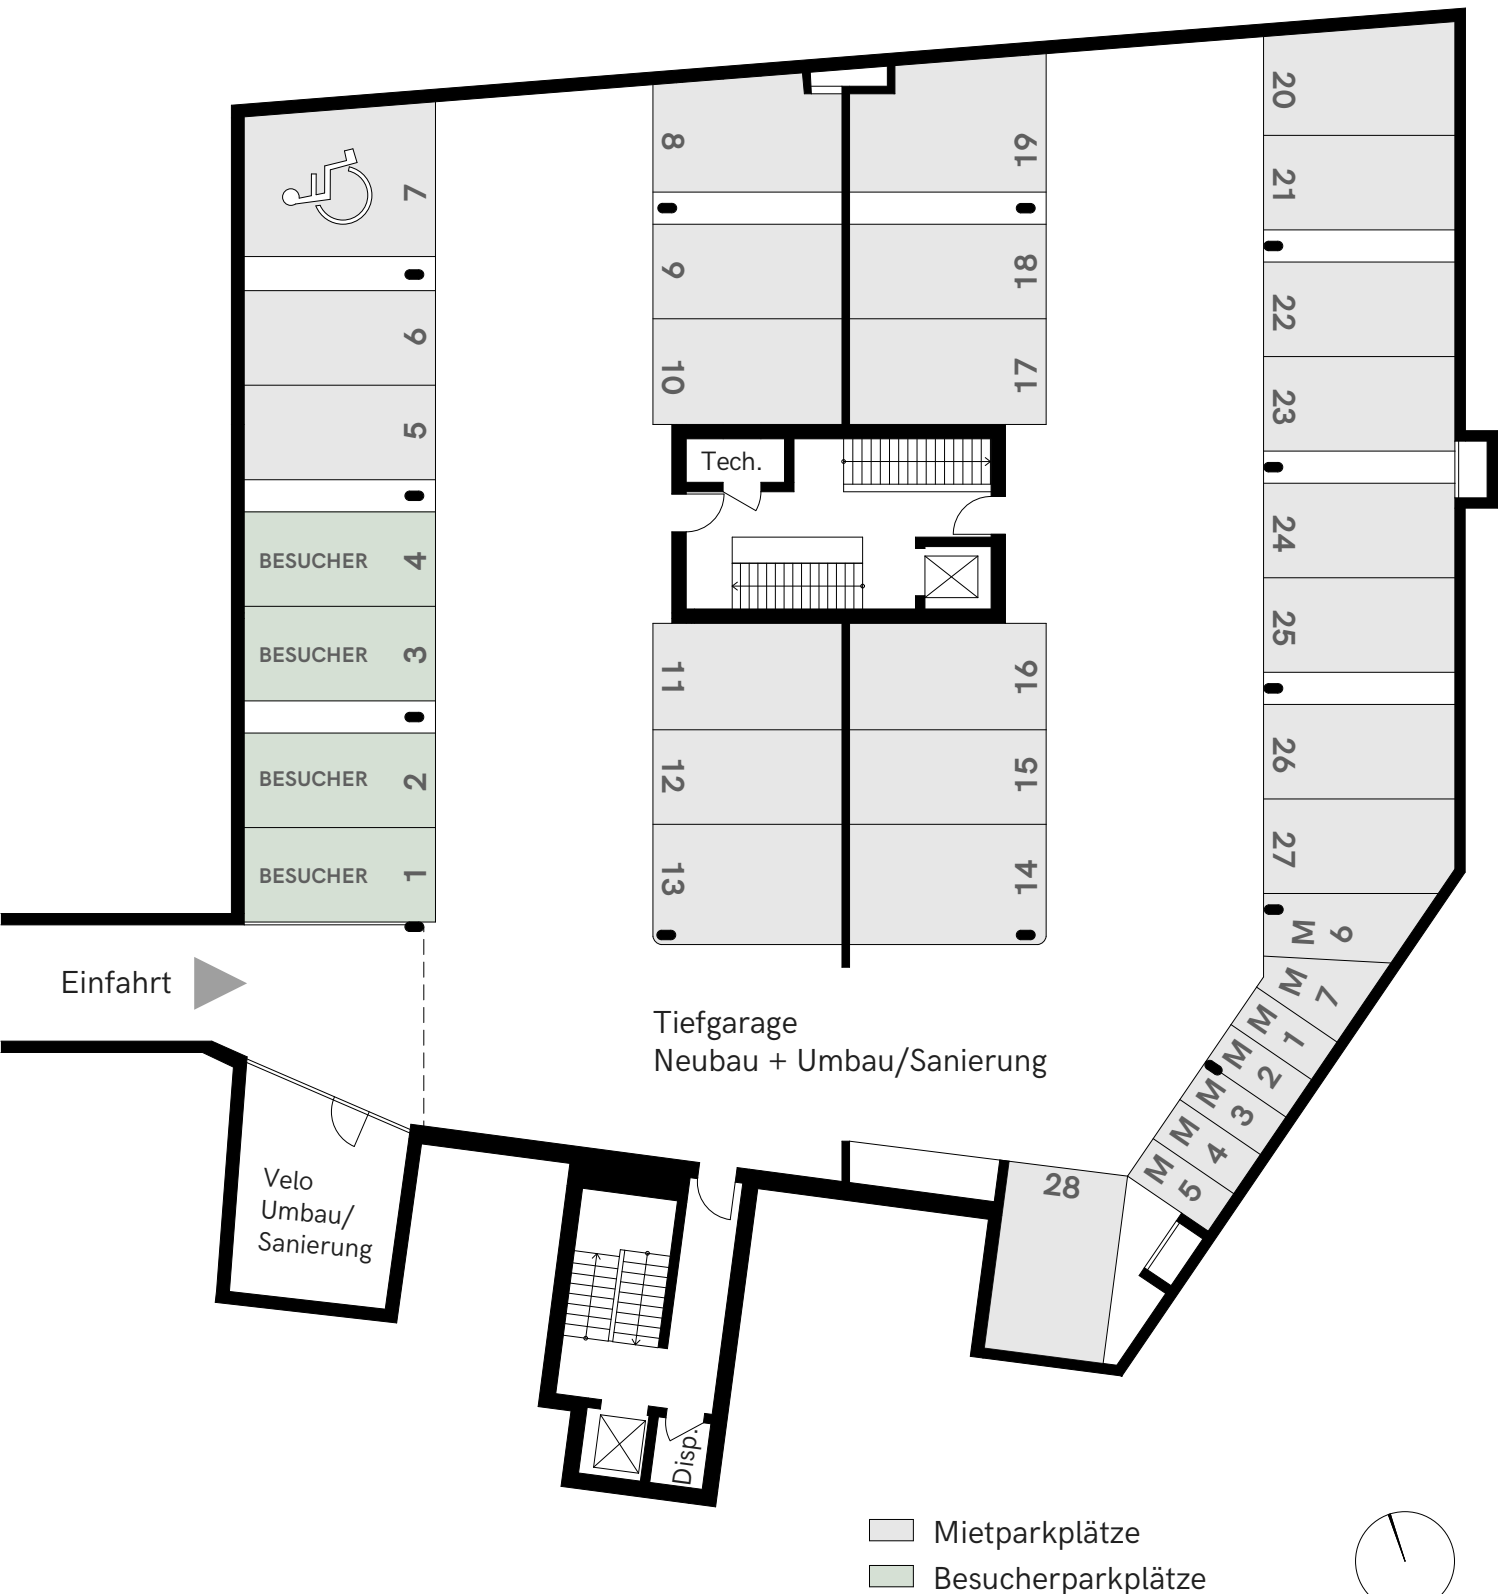 7
6
5
BESUCHER 4
BESUCHER 3
BESUCHER 2
BESUCHER 1
8
9
10
19
18
17
Tech.
11
12
13
16
15
14
20
21
22
23
24
25
26
27
M 6
M 7
M 1
M 2
M 3
M 4
M 5
28
Einfahrt
Tiefgarage
Neubau + Umbau/Sanierung
Velo
Umbau/
Sanierung
Disp.
Mietparkplätze
Besucherparkplätze